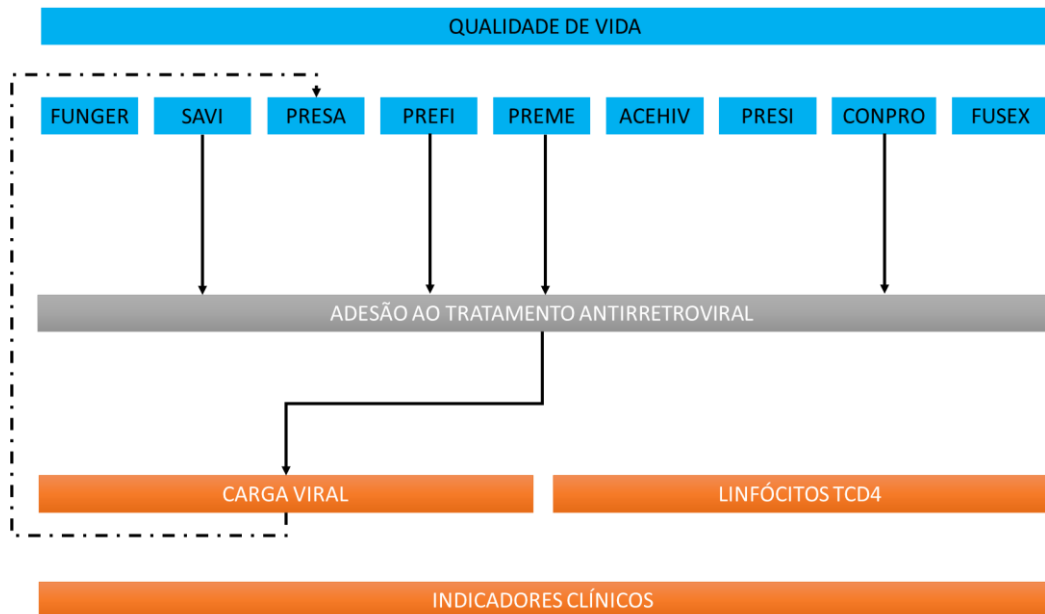 QUALIDADE DE VIDA
FUNGER SAVI PRESA PREFI PREME ACEHIV PRESI CONPRO FUSEX
ADESÃO AO TRATAMENTO ANTIRRETROVIRAL
CARGA VIRAL LINFÓCITOS TCD4
INDICADORES CLÍNICOS